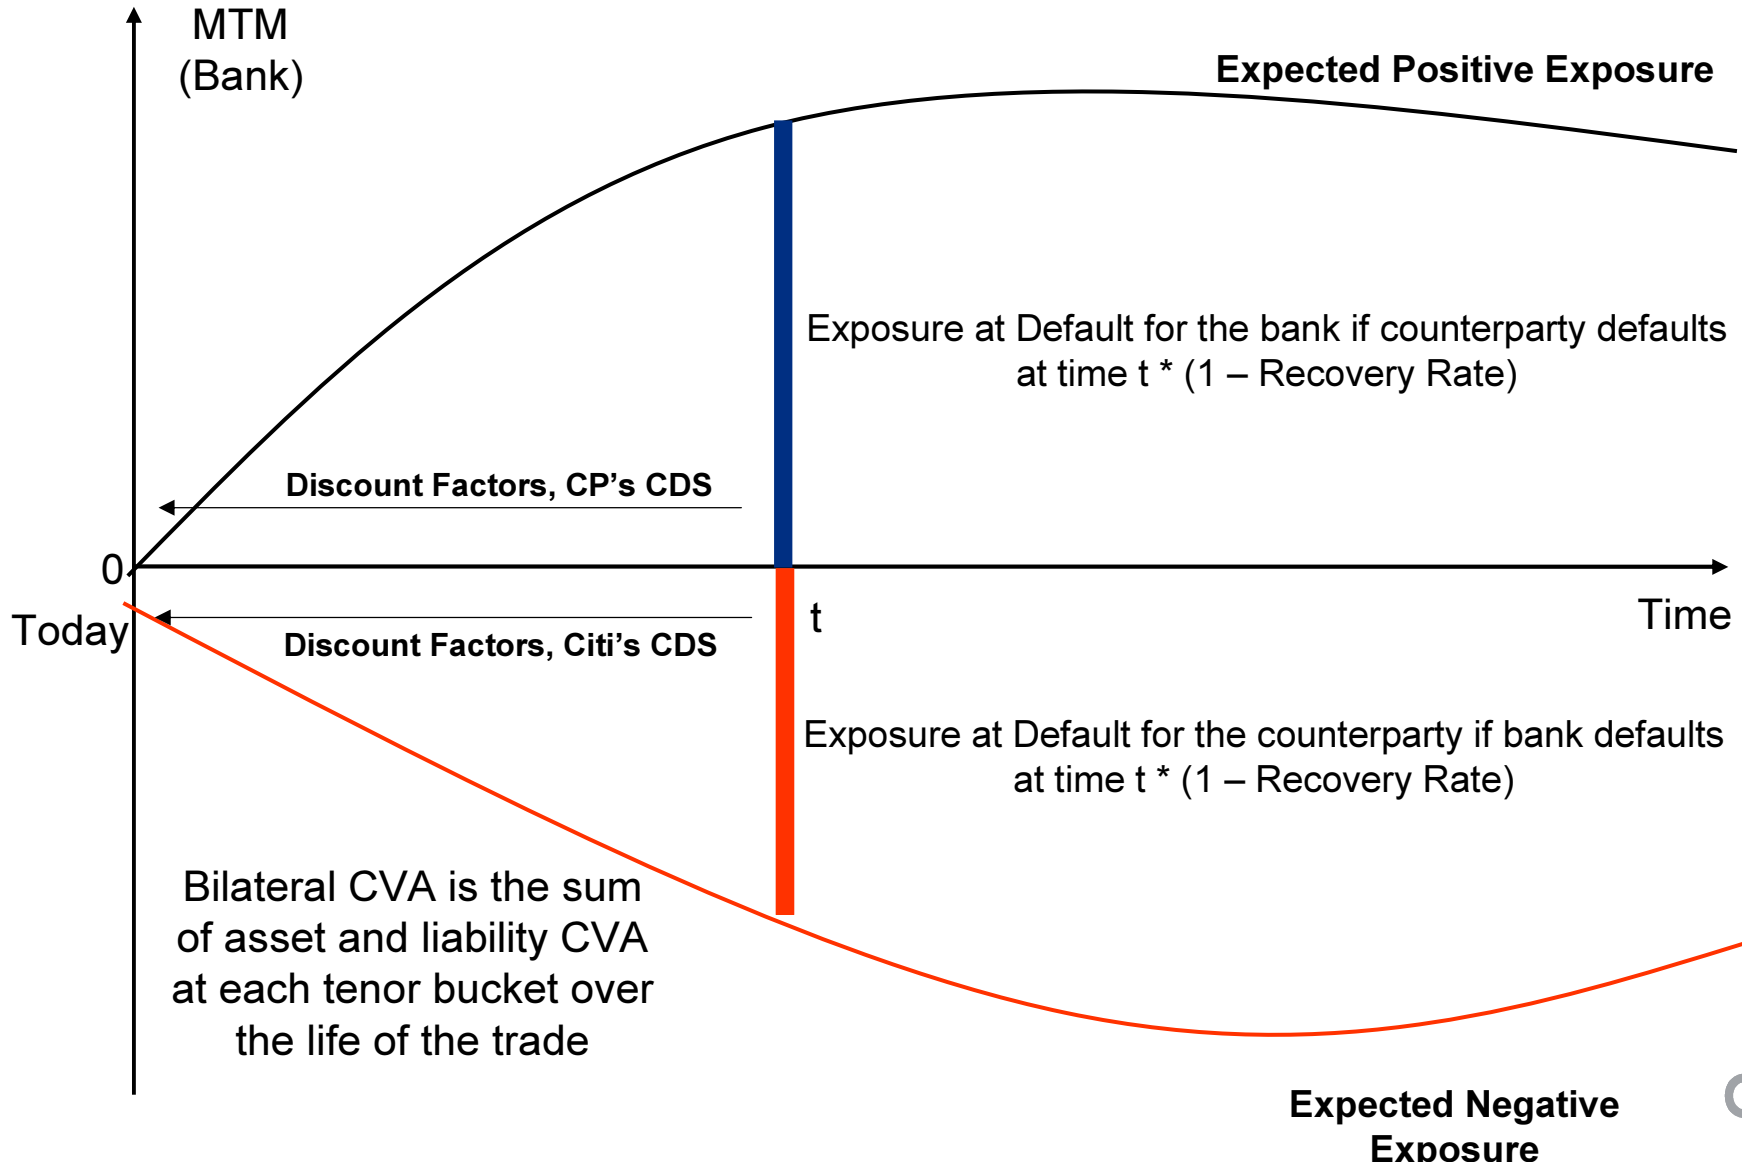 MTM
(Bank)
Expected Positive Exposure
Exposure at Default for the bank if counterparty defaults
at time t * (1 – Recovery Rate)
Discount Factors, CP's CDS
0
Today
Discount Factors, Citi's CDS
t
Time
Exposure at Default for the counterparty if bank defaults
at time t * (1 – Recovery Rate)
Bilateral CVA is the sum
of asset and liability CVA
at each tenor bucket over
the life of the trade
Expected Negative
Exposure